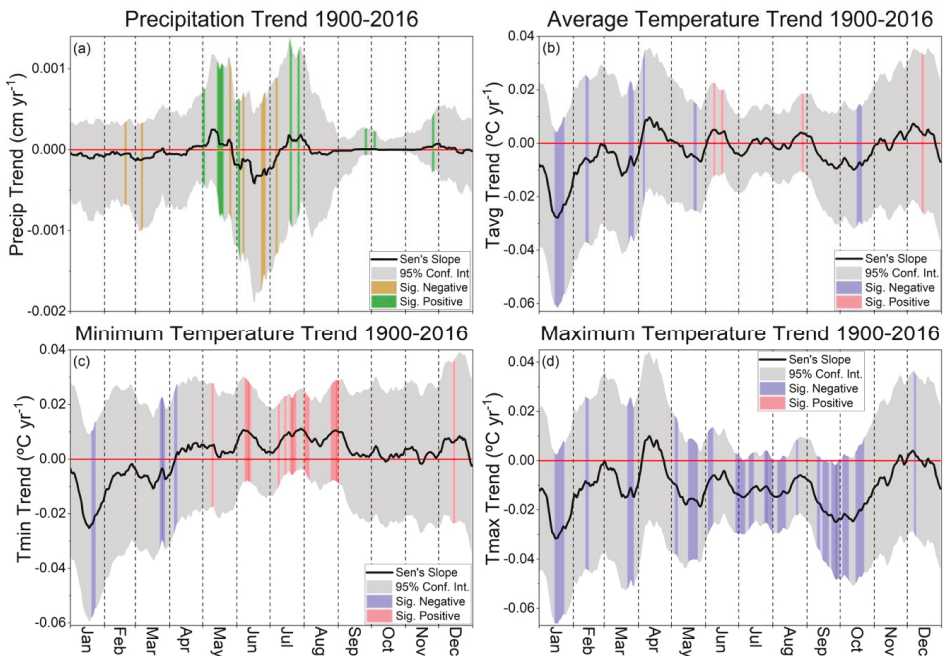 Precipitation Trend 1900-2016
(a)
0.001
0.000
-0.001
-0.002
Precip Trend (cm yr⁻¹)
Sen's Slope
95% Conf. Int
Sig. Negative
Sig. Positive
Average Temperature Trend 1900-2016
(b)
0.04
0.02
0.00
-0.02
-0.04
-0.06
Tavg Trend (ºC yr⁻¹)
Sen's Slope
95% Conf. Int.
Sig. Negative
Sig. Positive
Minimum Temperature Trend 1900-2016
(c)
0.04
0.02
0.00
-0.02
-0.04
-0.06
Tmin Trend (ºC yr⁻¹)
Sen's Slope
95% Conf. Int.
Sig. Negative
Sig. Positive
Jan Feb Mar Apr May Jun Jul Aug Sep Oct Nov Dec
Maximum Temperature Trend 1900-2016
(d)
0.04
0.02
0.00
-0.02
-0.04
-0.06
Tmax Trend (ºC yr⁻¹)
Sen's Slope
95% Conf. Int.
Sig. Negative
Sig. Positive
Jan Feb Mar Apr May Jun Jul Aug Sep Oct Nov Dec